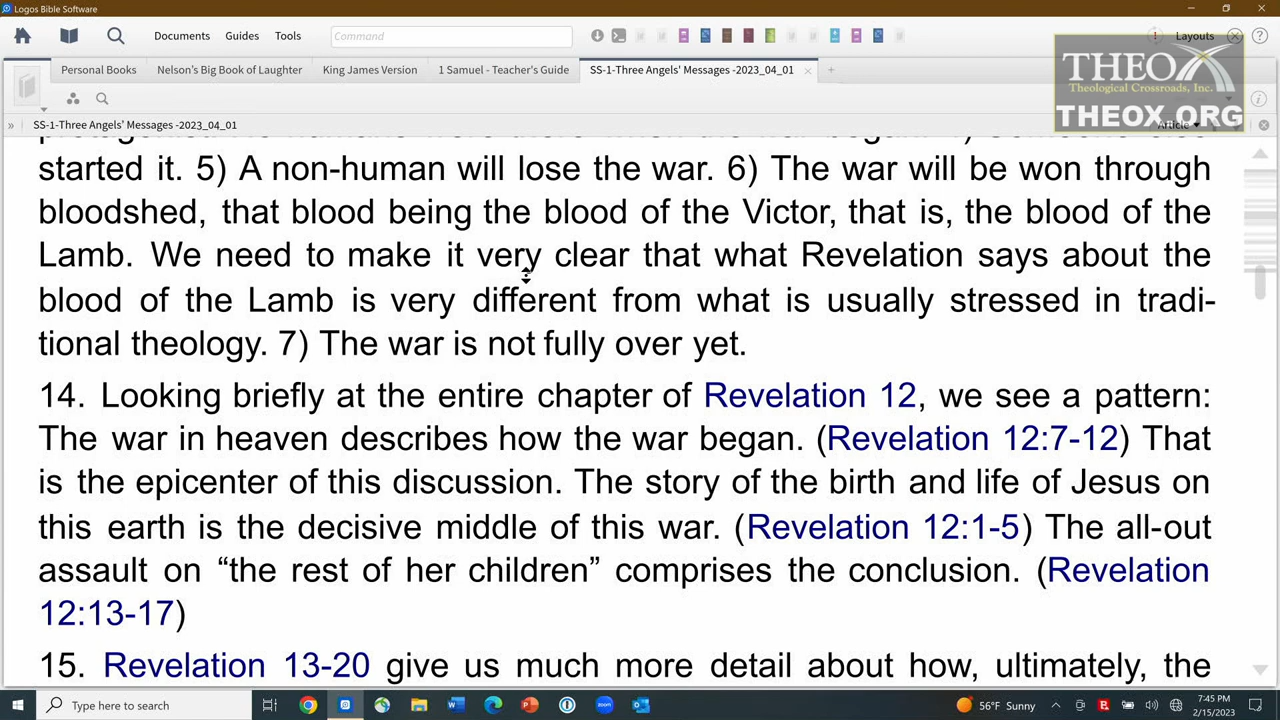 Logos Bible Software
Documents Guides Tools Command Layouts
Personal Books Nelson's Big Book of Laughter King James Version 1 Samuel - Teacher's Guide SS-1-Three Angels' Messages -2023_04_01
THEOX
Theological Crossroads, Inc.
THEOX.ORG
SS-1-Three Angels' Messages -2023_04_01 Article
started it. 5) A non-human will lose the war. 6) The war will be won through
bloodshed, that blood being the blood of the Victor, that is, the blood of the
Lamb. We need to make it very clear that what Revelation says about the
blood of the Lamb is very different from what is usually stressed in tradi-
tional theology. 7) The war is not fully over yet.
14. Looking briefly at the entire chapter of Revelation 12, we see a pattern:
The war in heaven describes how the war began. (Revelation 12:7-12) That
is the epicenter of this discussion. The story of the birth and life of Jesus on
this earth is the decisive middle of this war. (Revelation 12:1-5) The all-out
assault on “the rest of her children” comprises the conclusion. (Revelation
12:13-17)
15. Revelation 13-20 give us much more detail about how, ultimately, the
Type here to search
56°F Sunny
7:45 PM
2/15/2023